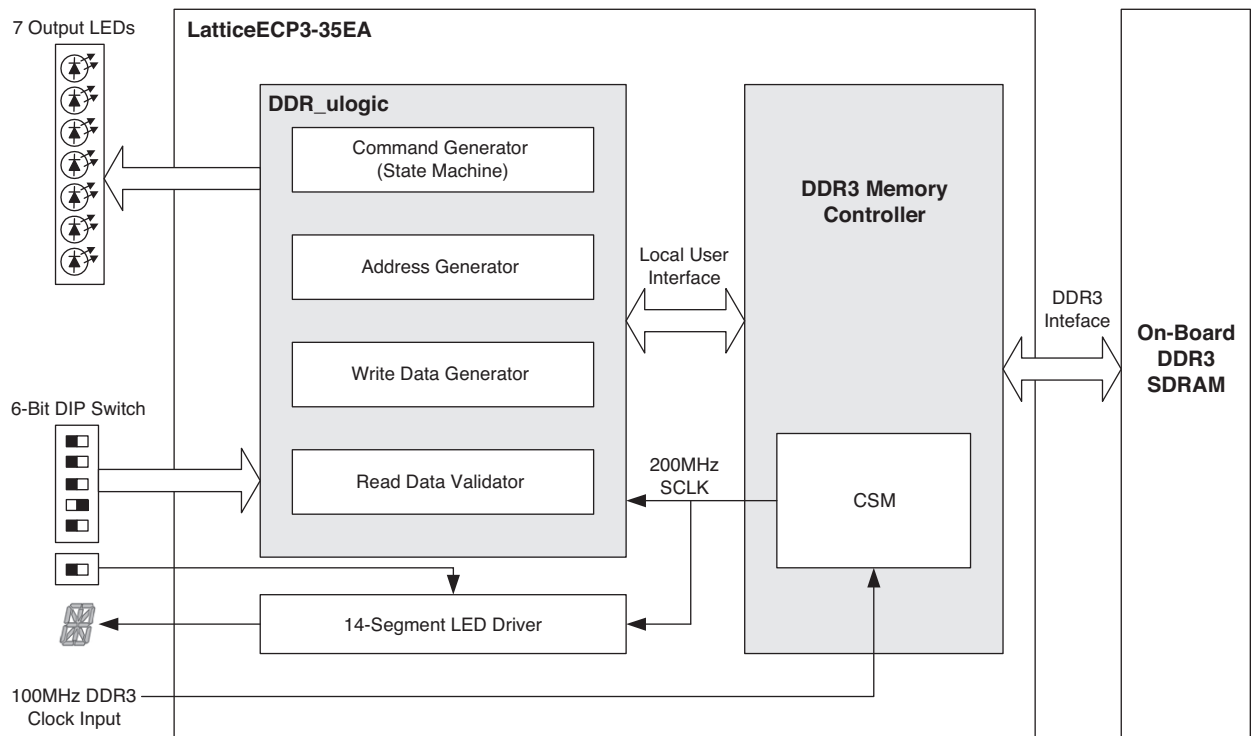 7 Output LEDs
LatticeECP3-35EA
DDR_ulogic
Command Generator
(State Machine)
Address Generator
Write Data Generator
Read Data Validator
DDR3 Memory
Controller
Local User
Interface
DDR3
Inteface
On-Board
DDR3
SDRAM
6-Bit DIP Switch
200MHz
SCLK
CSM
14-Segment LED Driver
100MHz DDR3
Clock Input